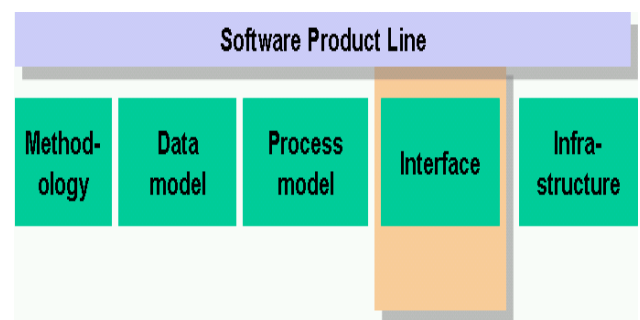 Software Product Line
Method-
ology
Data
model
Process
model
Interface
Infra-
structure